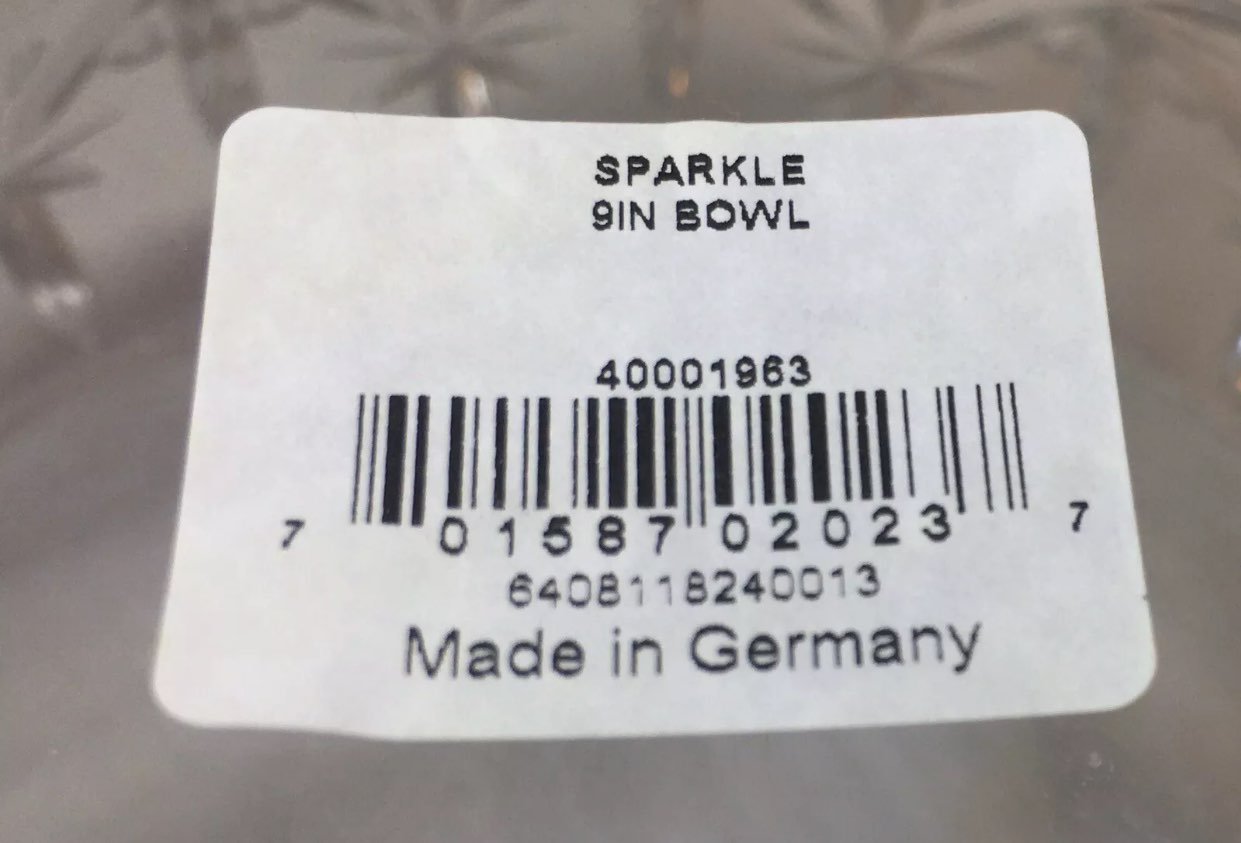 SPARKLE
9IN BOWL
40001963
7 01587 02023 7
6408118240013
Made in Germany